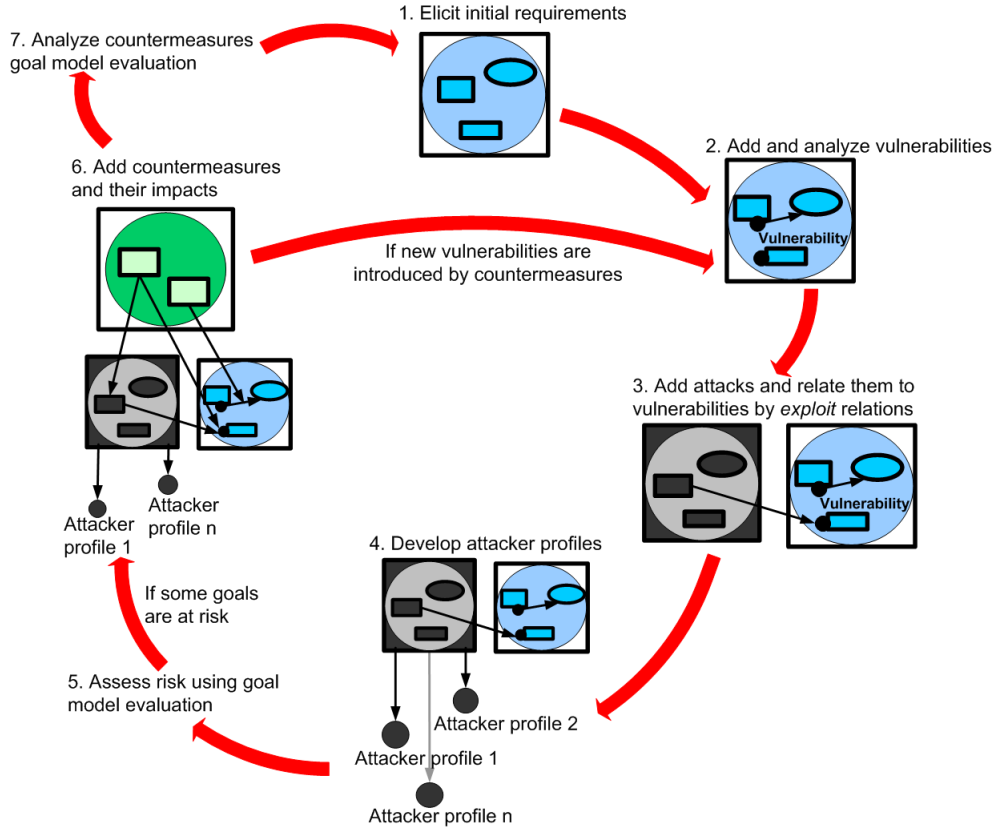 1. Elicit initial requirements
7. Analyze countermeasures
goal model evaluation
2. Add and analyze vulnerabilities
Vulnerability
6. Add countermeasures
and their impacts
If new vulnerabilities are
introduced by countermeasures
3. Add attacks and relate them to
vulnerabilities by exploit relations
Vulnerability
Attacker
profile n
Attacker
profile 1
4. Develop attacker profiles
If some goals
are at risk
5. Assess risk using goal
model evaluation
Attacker profile 2
Attacker profile 1
Attacker profile n